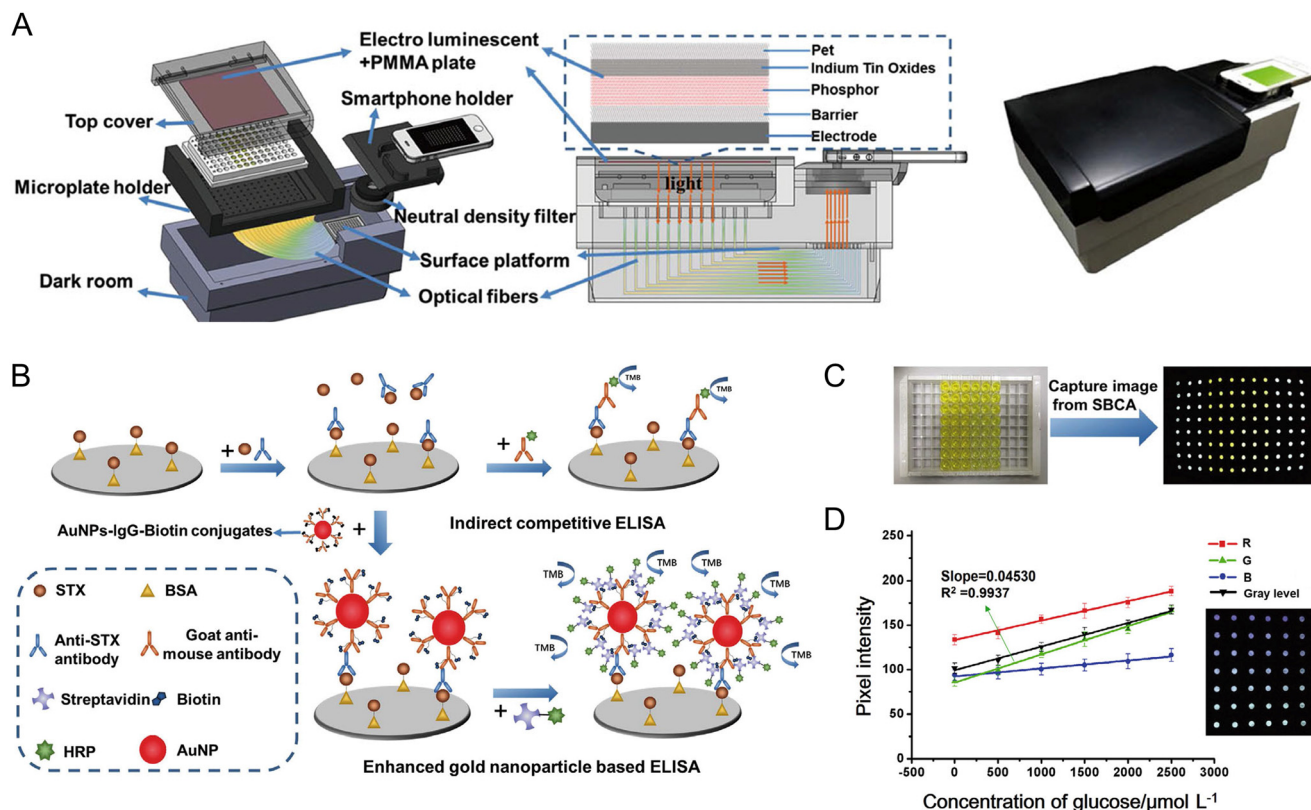 A
Electro luminescent
+PMMA plate
Smartphone holder
Top cover
Microplate holder
Neutral density filter
Surface platform
Dark room
Optical fibers
Pet
Indium Tin Oxides
Phosphor
Barrier
Electrode
light
B
+
+
TMB
TMB
AuNPs-IgG-Biotin conjugates
+
Indirect competitive ELISA
STX
BSA
Anti-STX
antibody
Goat anti-
mouse antibody
Streptavidin
Biotin
HRP
AuNP
TMB
TMB
TMB
TMB
TMB
TMB
+
Enhanced gold nanoparticle based ELISA
C
Capture image
from SBCA
D
Pixel intensity
250
200
150
100
50
0
Slope=0.04530
R² =0.9937
R
G
B
Gray level
-500
0
500
1000
1500
2000
2500
3000
Concentration of glucose/µmol L⁻¹